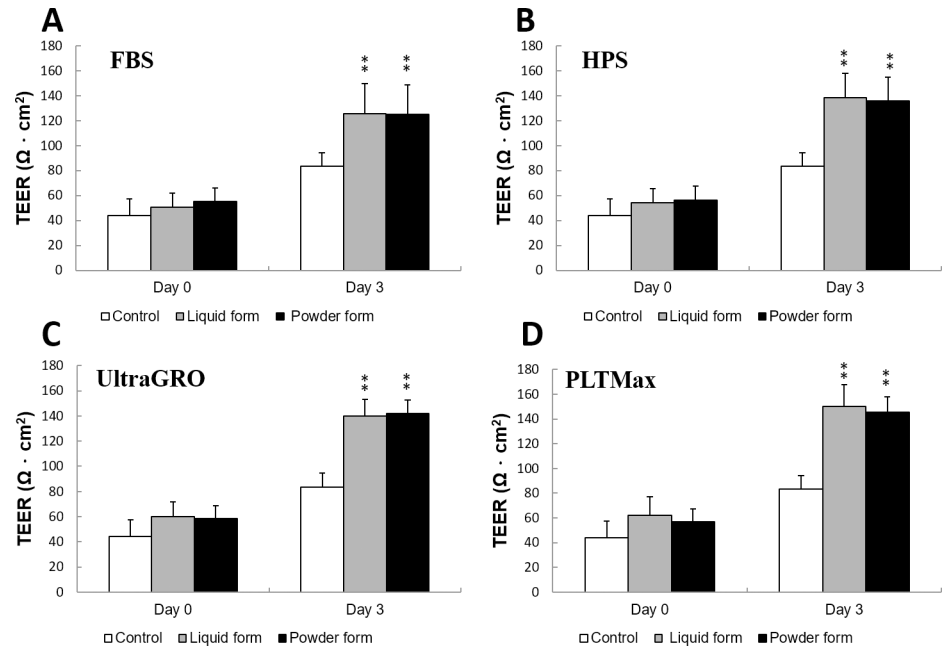 A
FBS
TEER (Ω · cm²)
180
160
140
120
100
80
60
40
20
0
** **
Day 0 Day 3
Control Liquid form Powder form
B
HPS
TEER (Ω · cm²)
180
160
140
120
100
80
60
40
20
0
** **
Day 0 Day 3
Control Liquid form Powder form
C
UltraGRO
TEER (Ω · cm²)
180
160
140
120
100
80
60
40
20
0
** **
Day 0 Day 3
Control Liquid form Powder form
D
PLTMax
TEER (Ω · cm²)
180
160
140
120
100
80
60
40
20
0
** **
Day 0 Day 3
Control Liquid form Powder form